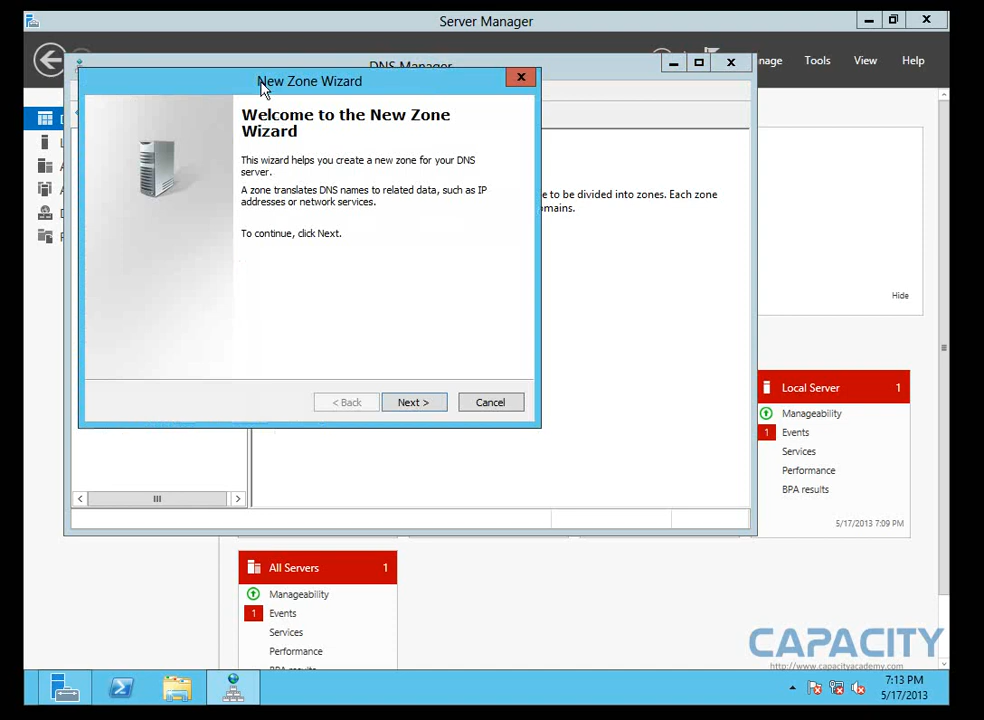 Server Manager
DNS Manager
nage Tools View Help
New Zone Wizard
Welcome to the New Zone
Wizard
This wizard helps you create a new zone for your DNS
server.
A zone translates DNS names to related data, such as IP
addresses or network services.
To continue, click Next.
< Back Next > Cancel
e to be divided into zones. Each zone
omains.
Hide
Local Server 1
Manageability
1 Events
Services
Performance
BPA results
5/17/2013 7:09 PM
All Servers 1
Manageability
1 Events
Services
Performance
CAPACITY
http://www.capacityacademy.com
7:13 PM
5/17/2013